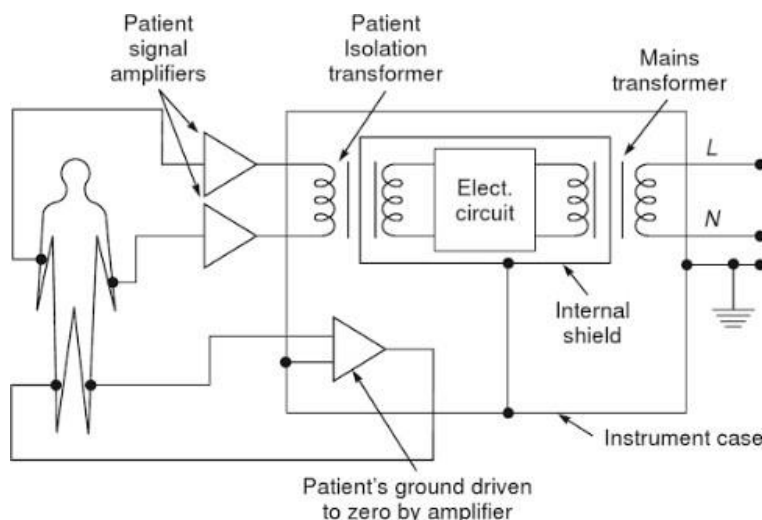 Patient
signal
amplifiers
Patient
Isolation
transformer
Mains
transformer
L
Elect.
circuit
N
Internal
shield
Instrument case
Patient's ground driven
to zero by amplifier